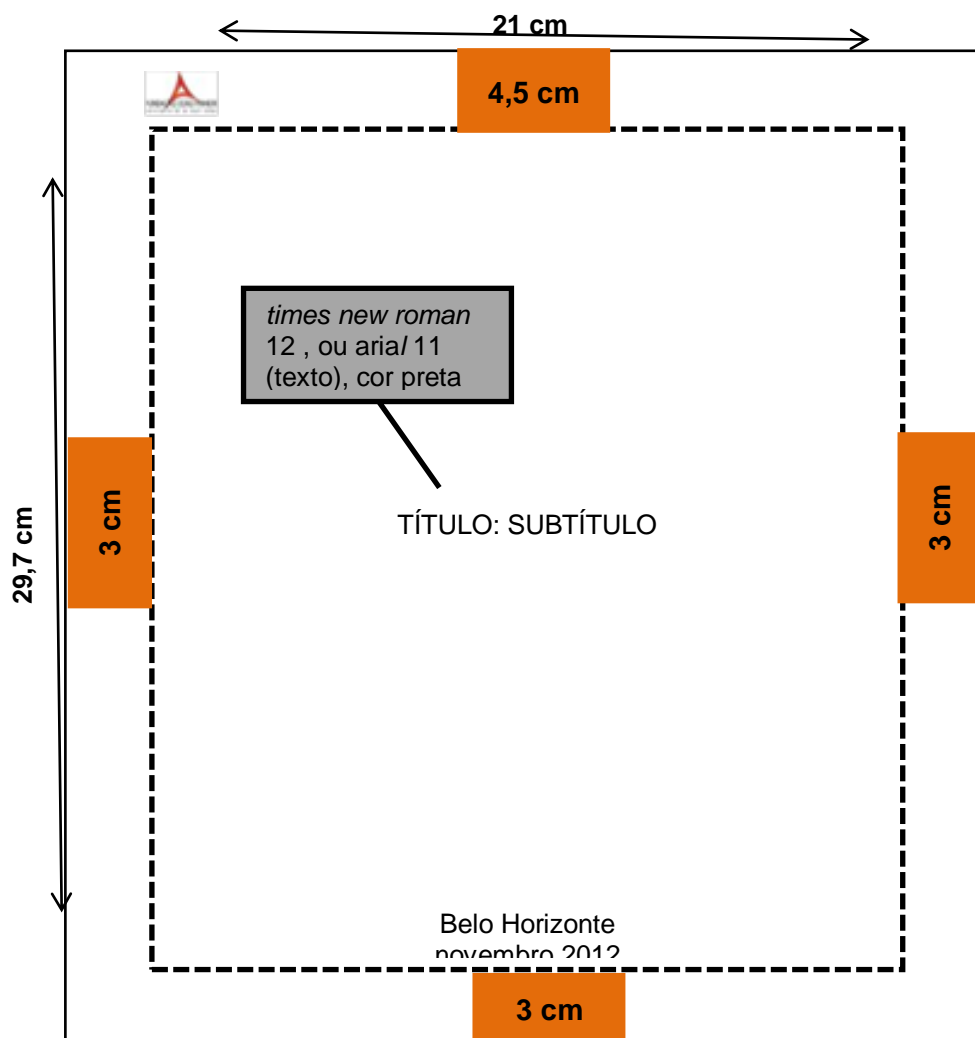 21 cm
4,5 cm
times new roman
12 , ou arial 11
(texto), cor preta
3 cm
29,7 cm
TÍTULO: SUBTÍTULO
3 cm
Belo Horizonte
novembro 2012
3 cm